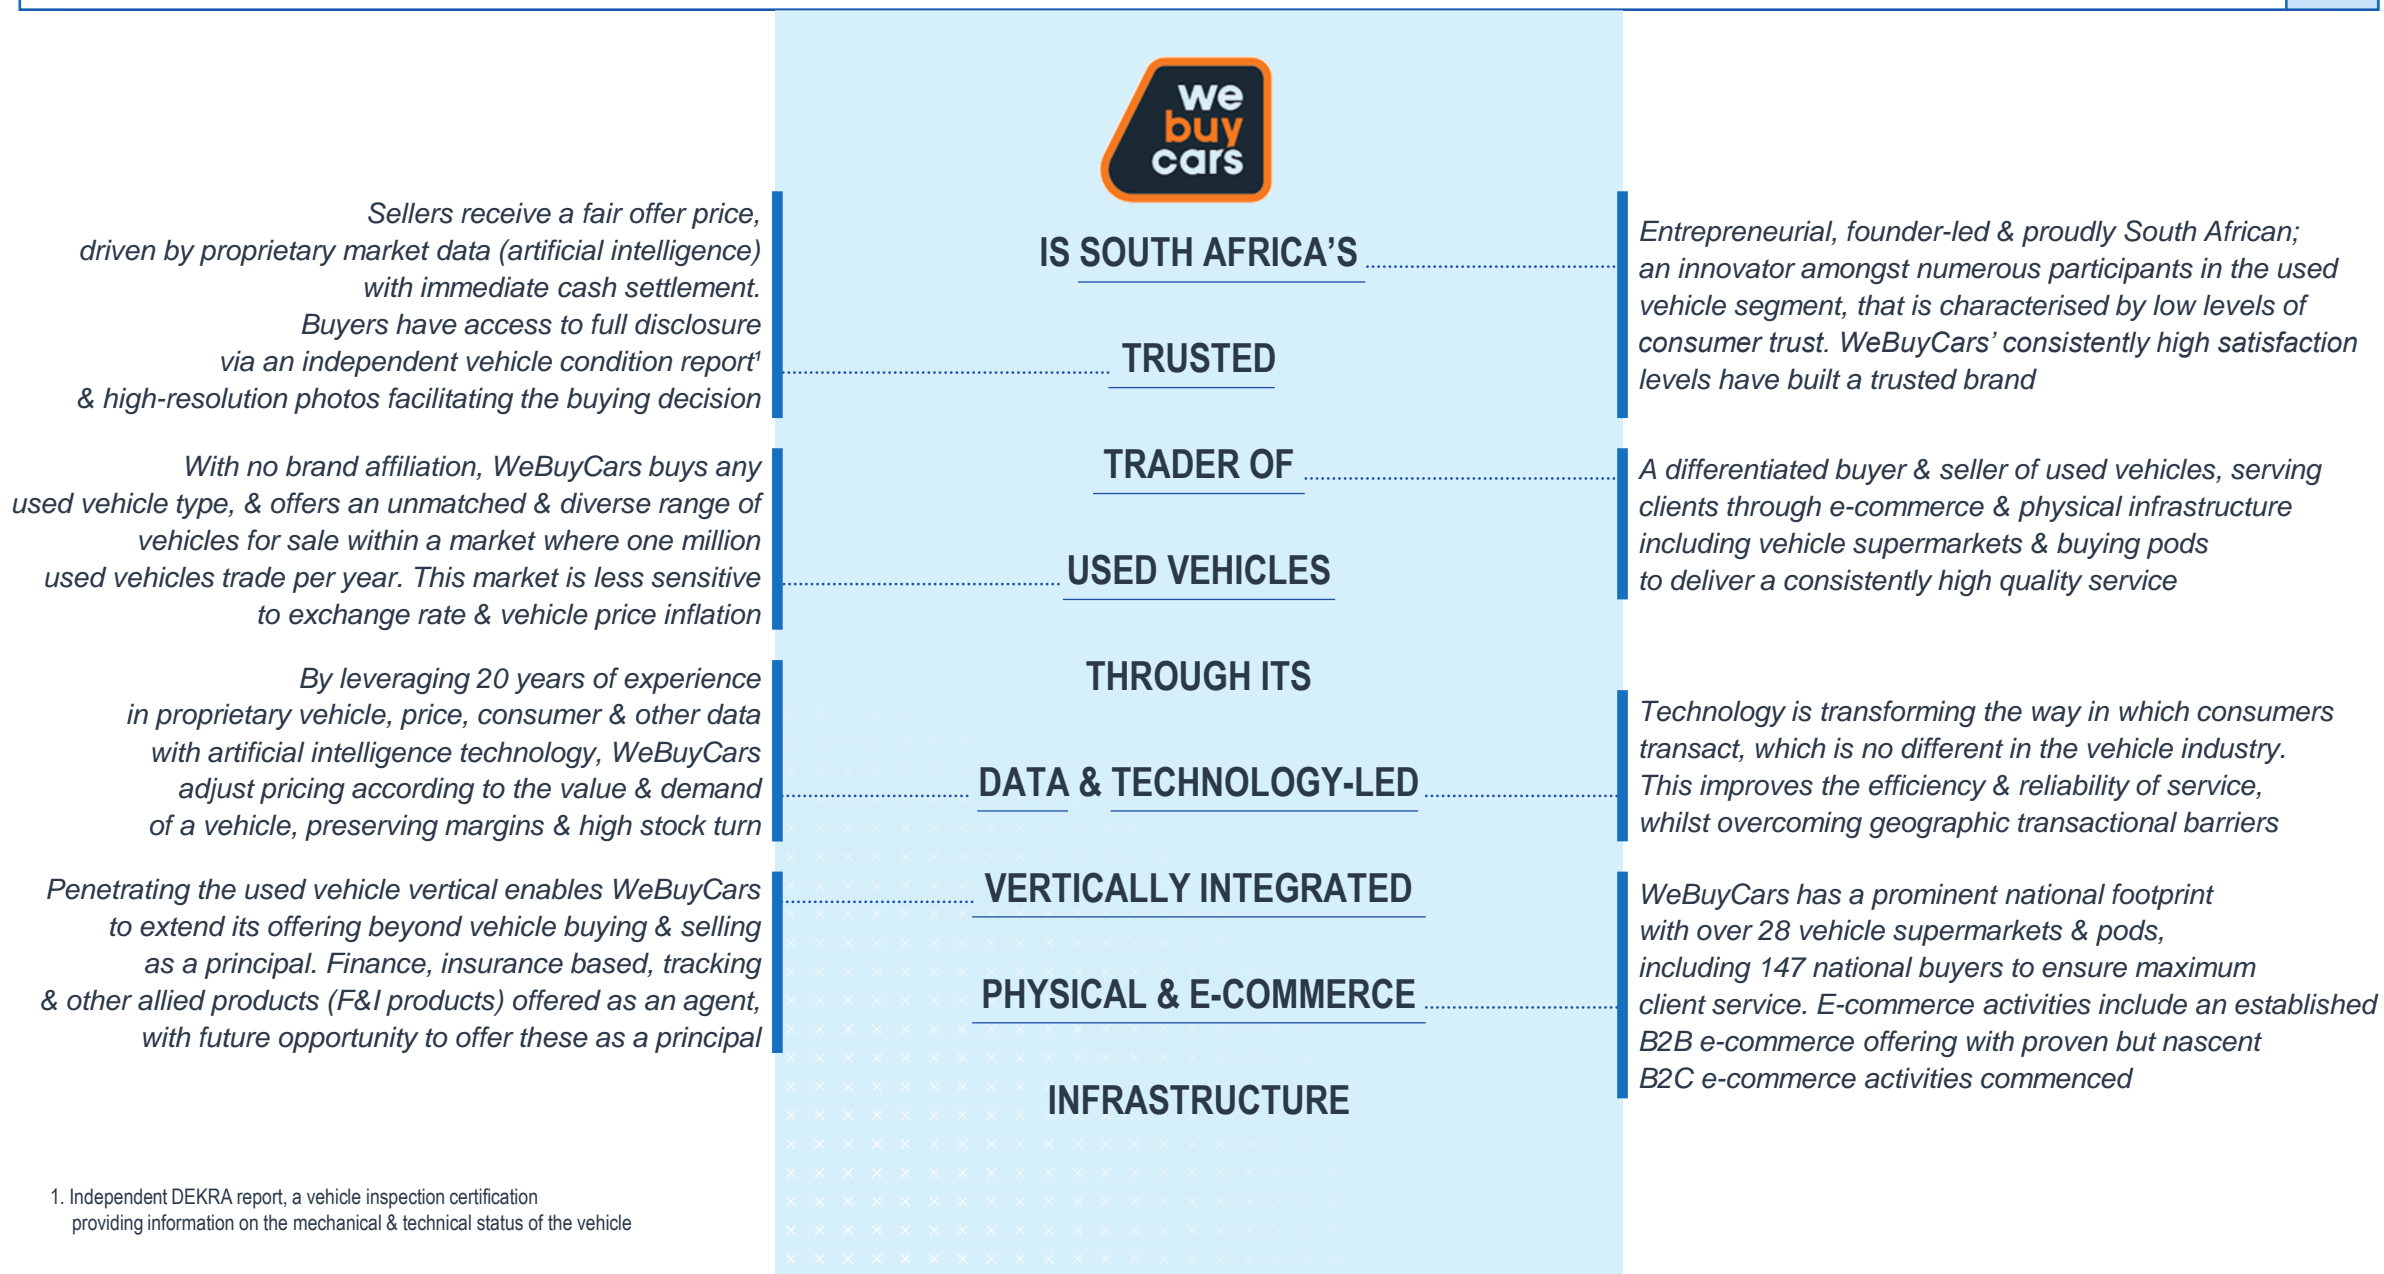 we
buy
cars
Sellers receive a fair offer price,
driven by proprietary market data (artificial intelligence)
with immediate cash settlement.
Buyers have access to full disclosure
via an independent vehicle condition report¹
& high-resolution photos facilitating the buying decision
With no brand affiliation, WeBuyCars buys any
used vehicle type, & offers an unmatched & diverse range of
vehicles for sale within a market where one million
used vehicles trade per year. This market is less sensitive
to exchange rate & vehicle price inflation
By leveraging 20 years of experience
in proprietary vehicle, price, consumer & other data
with artificial intelligence technology, WeBuyCars
adjust pricing according to the value & demand
of a vehicle, preserving margins & high stock turn
Penetrating the used vehicle vertical enables WeBuyCars
to extend its offering beyond vehicle buying & selling
as a principal. Finance, insurance based, tracking
& other allied products (F&I products) offered as an agent,
with future opportunity to offer these as a principal
IS SOUTH AFRICA’S
TRUSTED
TRADER OF
USED VEHICLES
THROUGH ITS
DATA & TECHNOLOGY-LED
VERTICALLY INTEGRATED
PHYSICAL & E-COMMERCE
INFRASTRUCTURE
Entrepreneurial, founder-led & proudly South African;
an innovator amongst numerous participants in the used
vehicle segment, that is characterised by low levels of
consumer trust. WeBuyCars’ consistently high satisfaction
levels have built a trusted brand
A differentiated buyer & seller of used vehicles, serving
clients through e-commerce & physical infrastructure
including vehicle supermarkets & buying pods
to deliver a consistently high quality service
Technology is transforming the way in which consumers
transact, which is no different in the vehicle industry.
This improves the efficiency & reliability of service,
whilst overcoming geographic transactional barriers
WeBuyCars has a prominent national footprint
with over 28 vehicle supermarkets & pods,
including 147 national buyers to ensure maximum
client service. E-commerce activities include an established
B2B e-commerce offering with proven but nascent
B2C e-commerce activities commenced
1. Independent DEKRA report, a vehicle inspection certification
providing information on the mechanical & technical status of the vehicle